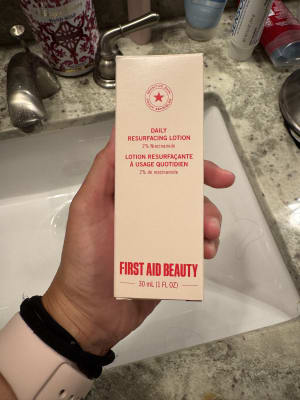 DAILY
RESURFACING LOTION
2% Niacinamide
LOTION RESURFAÇANTE
À USAGE QUOTIDIEN
2% de niacinamide
FIRST AID BEAUTY
30 mL (1 FL OZ)